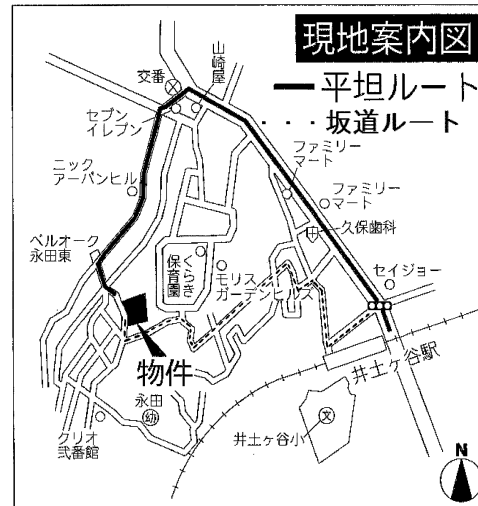 現地案内図
平坦ルート
坂道ルート
山崎屋
交番
セブン
イレブン
ファミリー
マート
ニック
アーバンヒル
ファミリー
マート
久保歯科
ベルオーク
永田東
くらき
保育園
モリス
ガーデンヒルズ
セイジョー
物件
井土ヶ谷駅
永田
跡
文
井土ヶ谷小
クリオ
弐番館
N